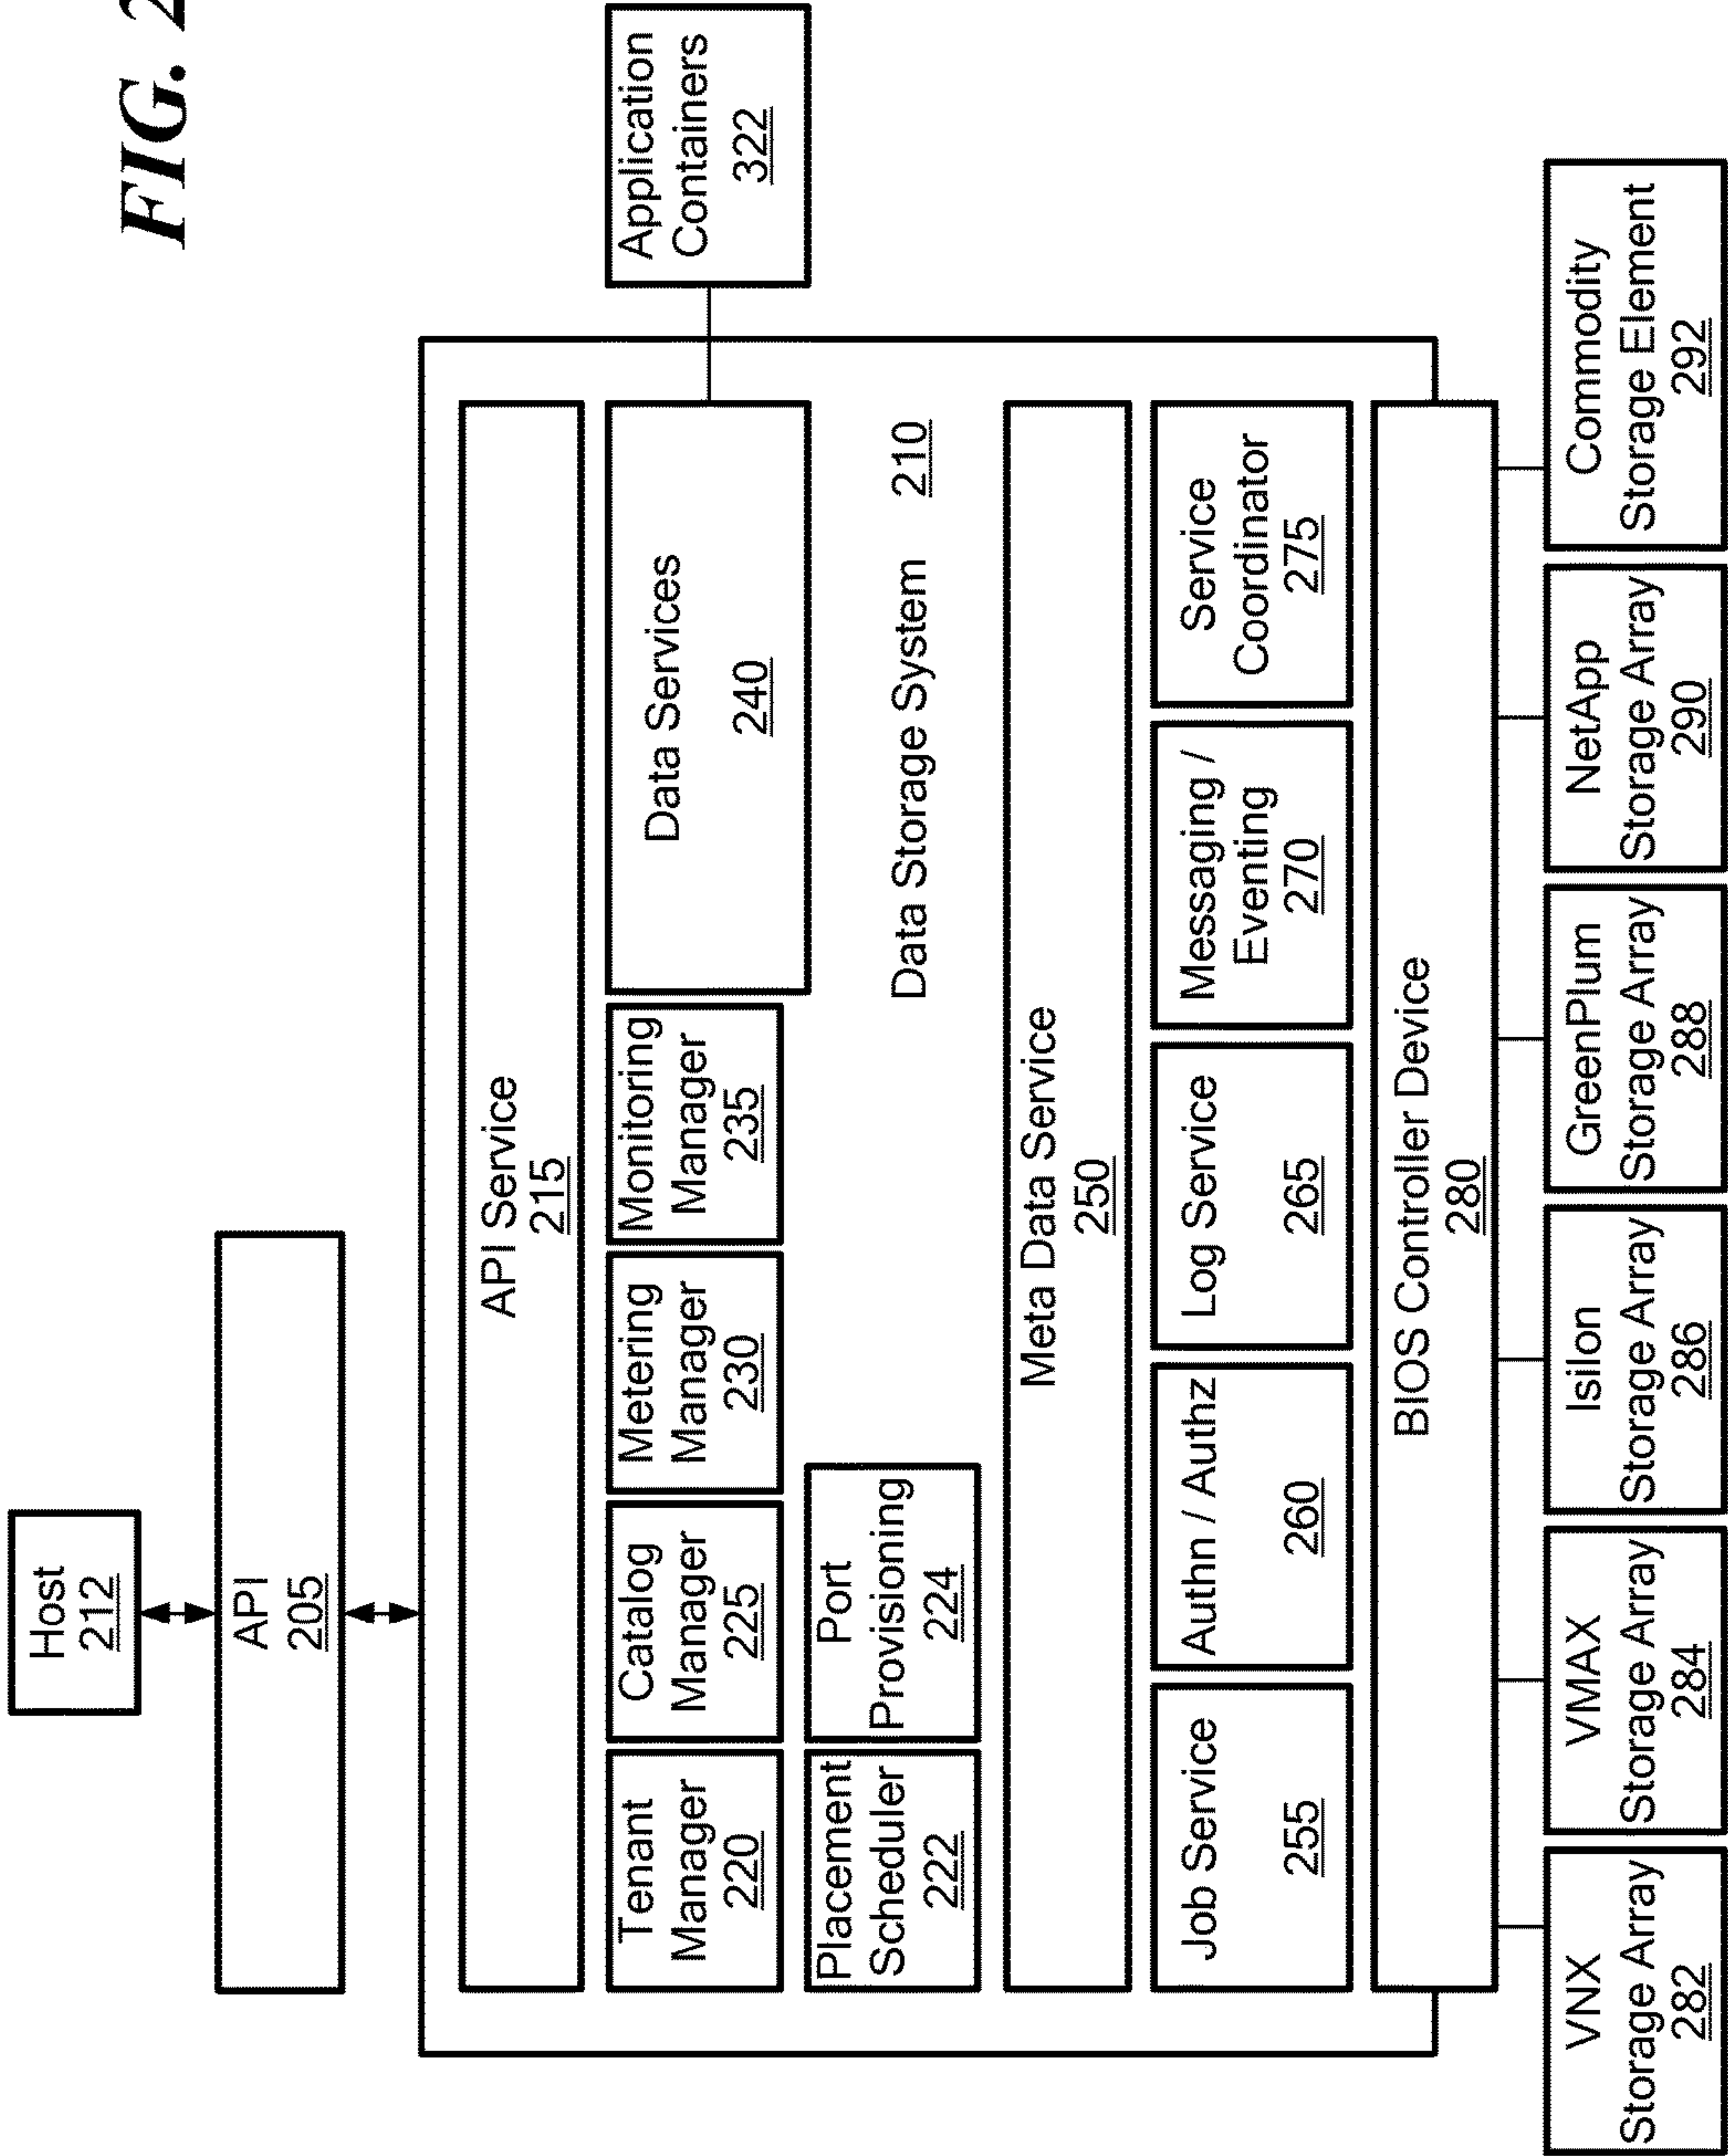 FIG. 2
Host
212
API
205
API Service
215
Tenant
Manager
220
Catalog
Manager
225
Metering
Manager
230
Monitoring
Manager
235
Data Services
240
Application
Containers
322
Placement
Scheduler
222
Port
Provisioning
224
Data Storage System 210
Meta Data Service
250
Job Service
255
Authn / Authz
260
Log Service
265
Messaging /
Eventing
270
Service
Coordinator
275
BIOS Controller Device
280
VNX
Storage Array
282
VMAX
Storage Array
284
Isilon
Storage Array
286
GreenPlum
Storage Array
288
NetApp
Storage Array
290
Commodity
Storage Element
292